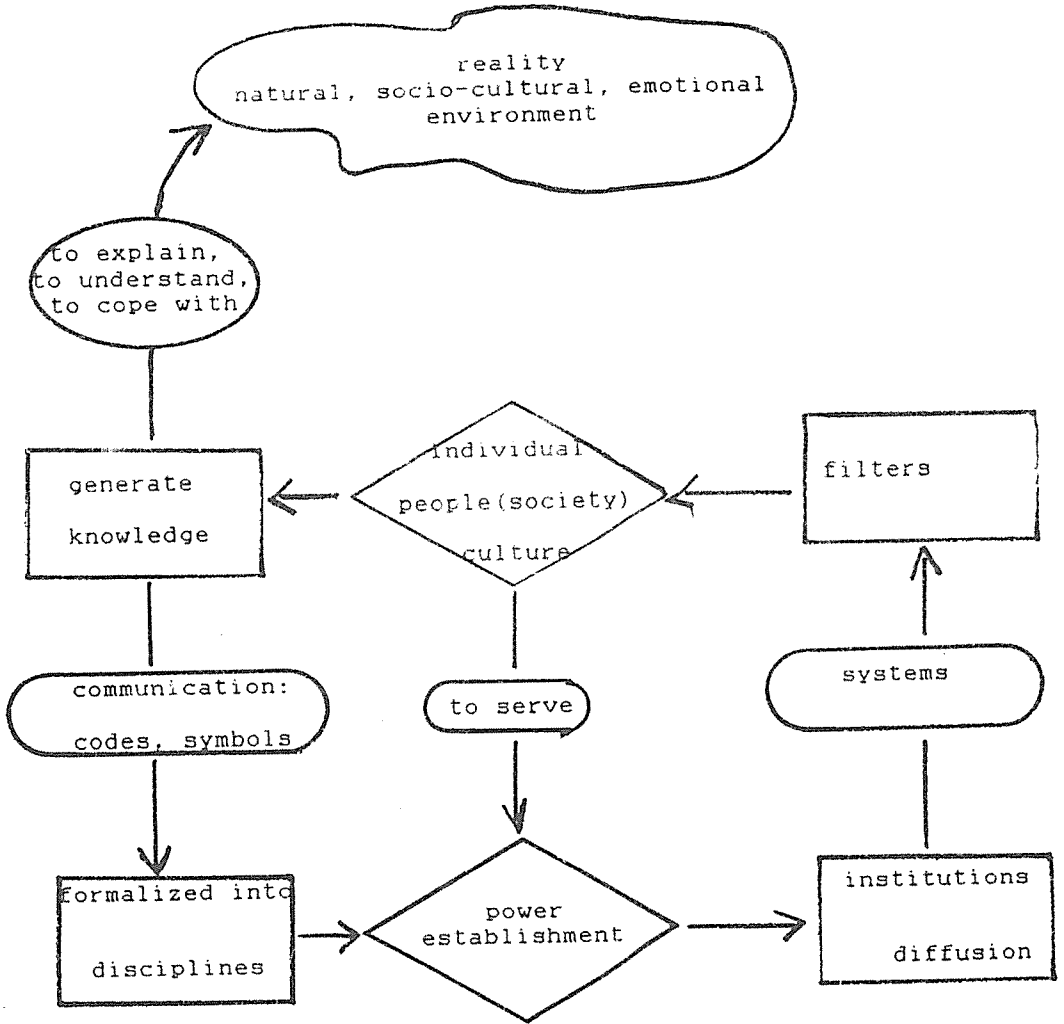 reality
natural, socio-cultural, emotional
environment
to explain,
to understand,
to cope with
generate
knowledge
individual
people(society)
culture
filters
communication:
codes, symbols
to serve
systems
formalized into
disciplines
power
establishment
institutions
diffusion